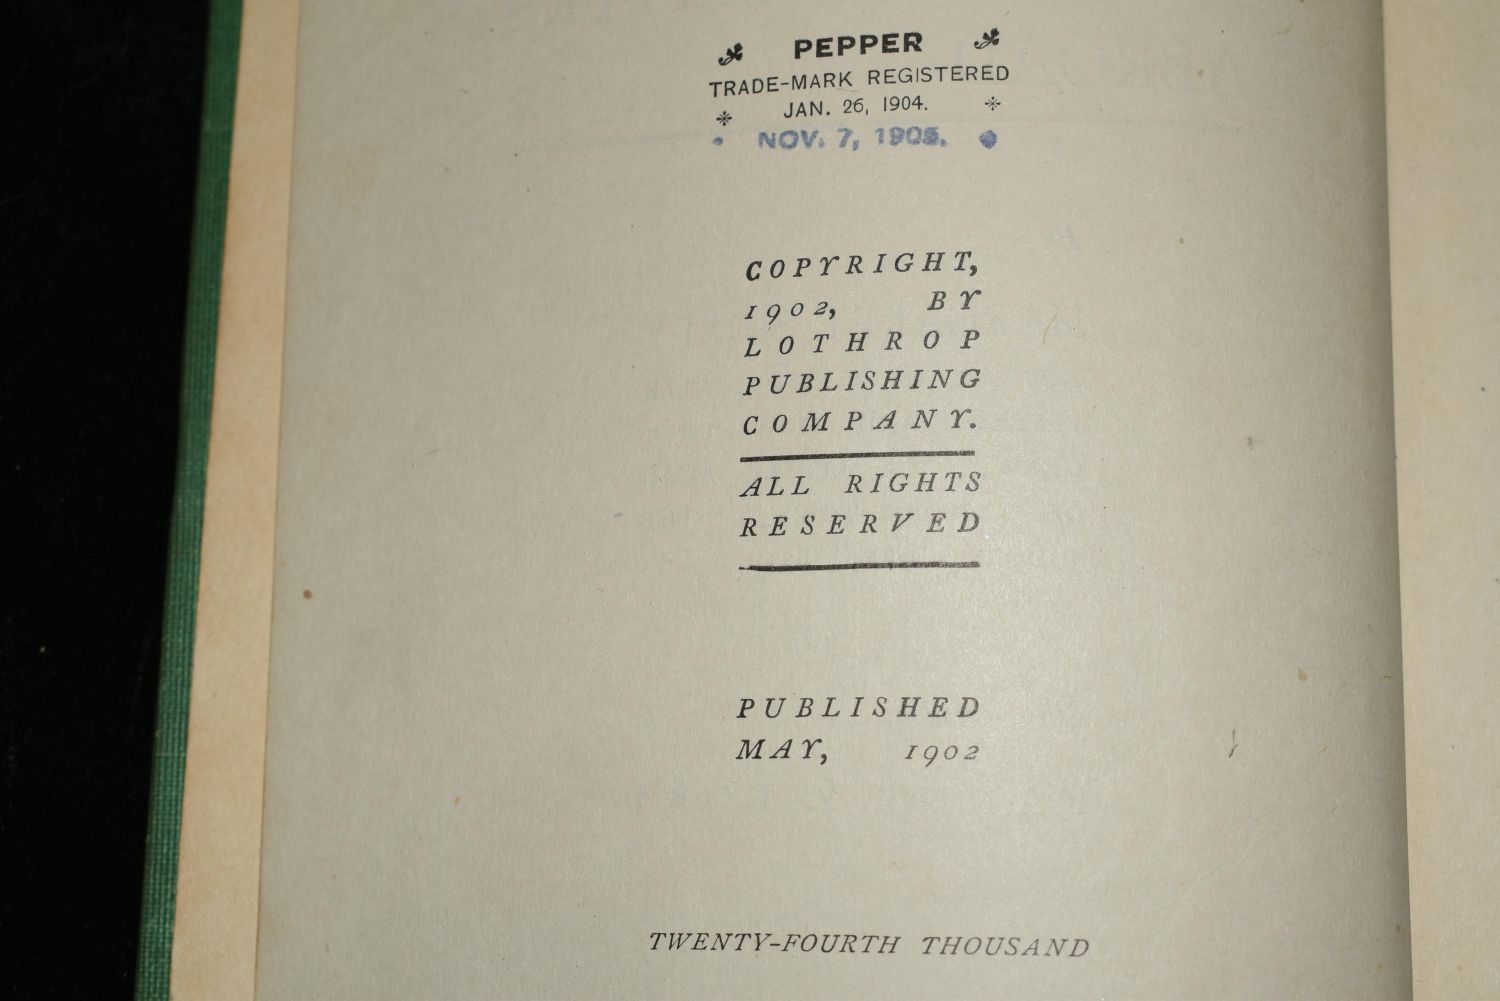 PEPPER
TRADE-MARK REGISTERED
JAN. 26, 1904.
NOV. 7, 1905.
COPYRIGHT,
1902, BY
LOTHROP
PUBLISHING
COMPANY.
ALL RIGHTS
RESERVED
PUBLISHED
MAY, 1902
TWENTY-FOURTH THOUSAND